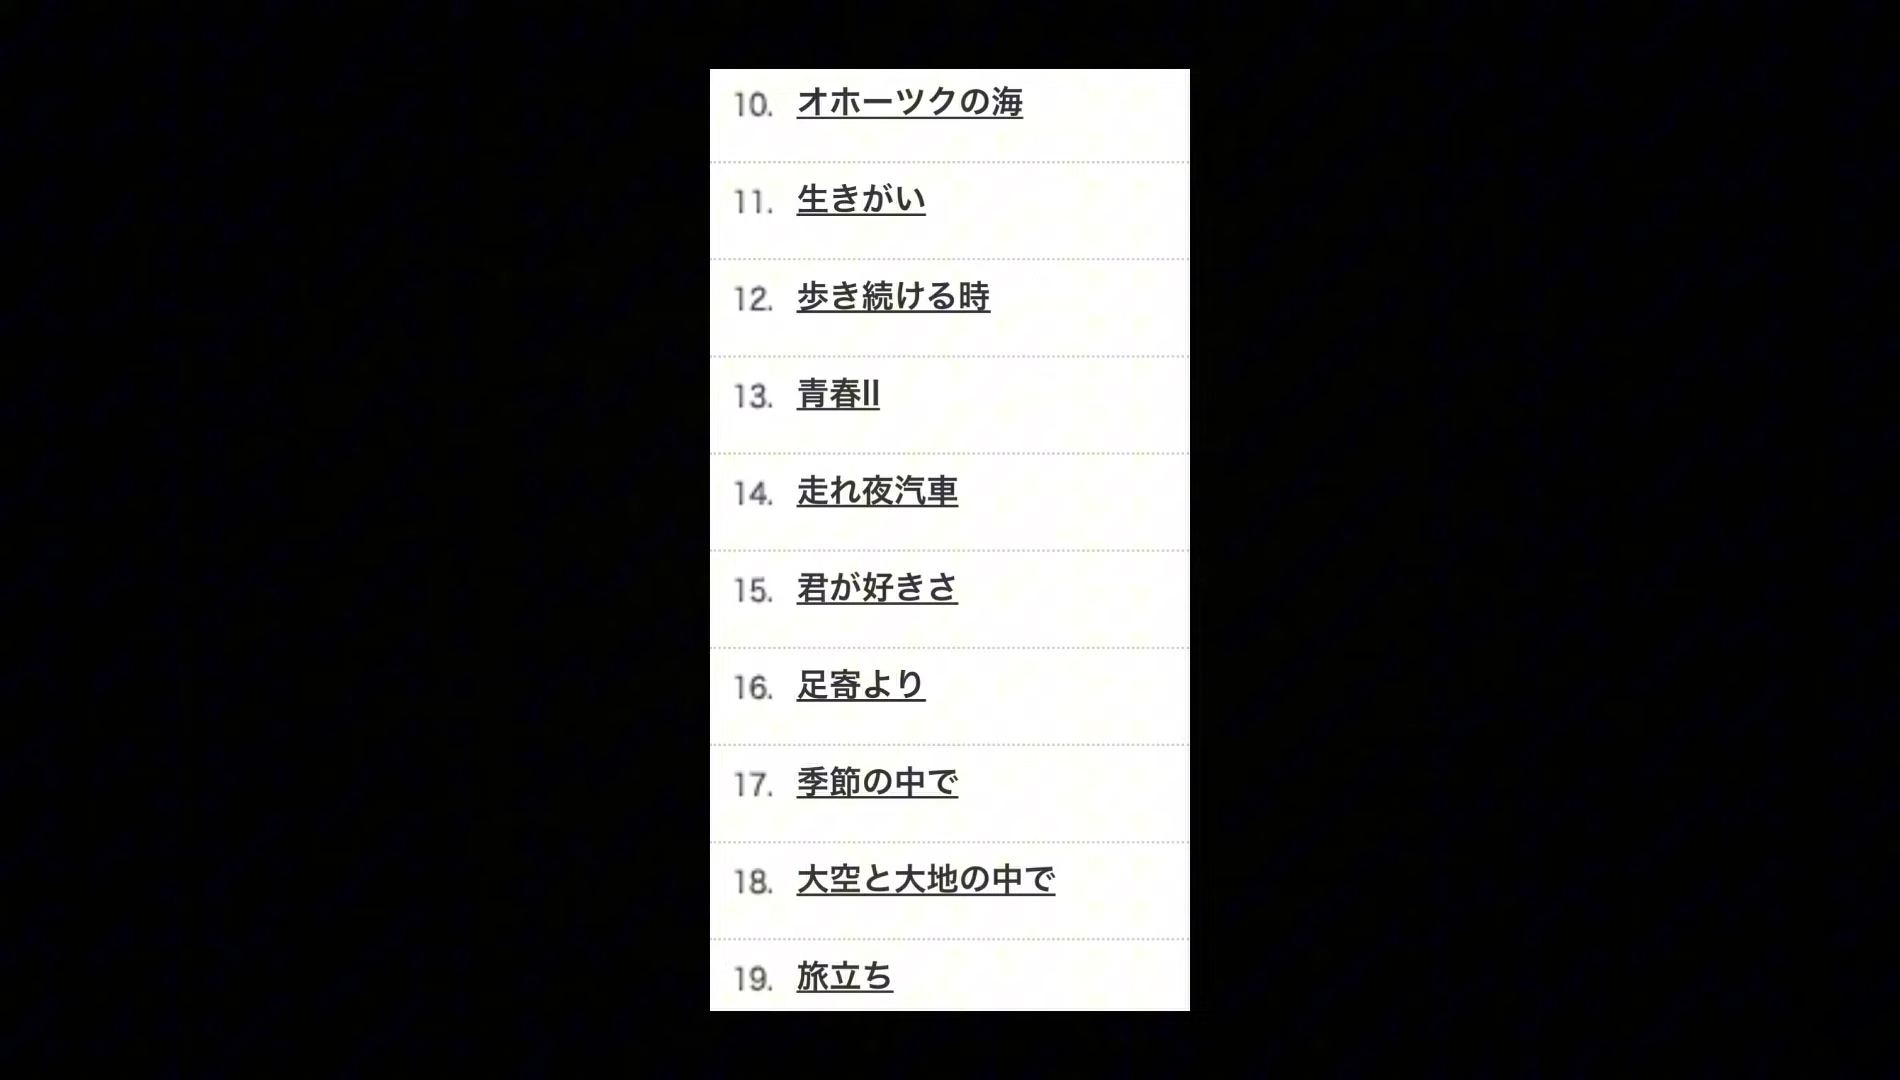 10. オホーツクの海
11. 生きがい
12. 歩き続ける時
13. 青春II
14. 走れ夜汽車
15. 君が好きさ
16. 足寄より
17. 季節の中で
18. 大空と大地の中で
19. 旅立ち